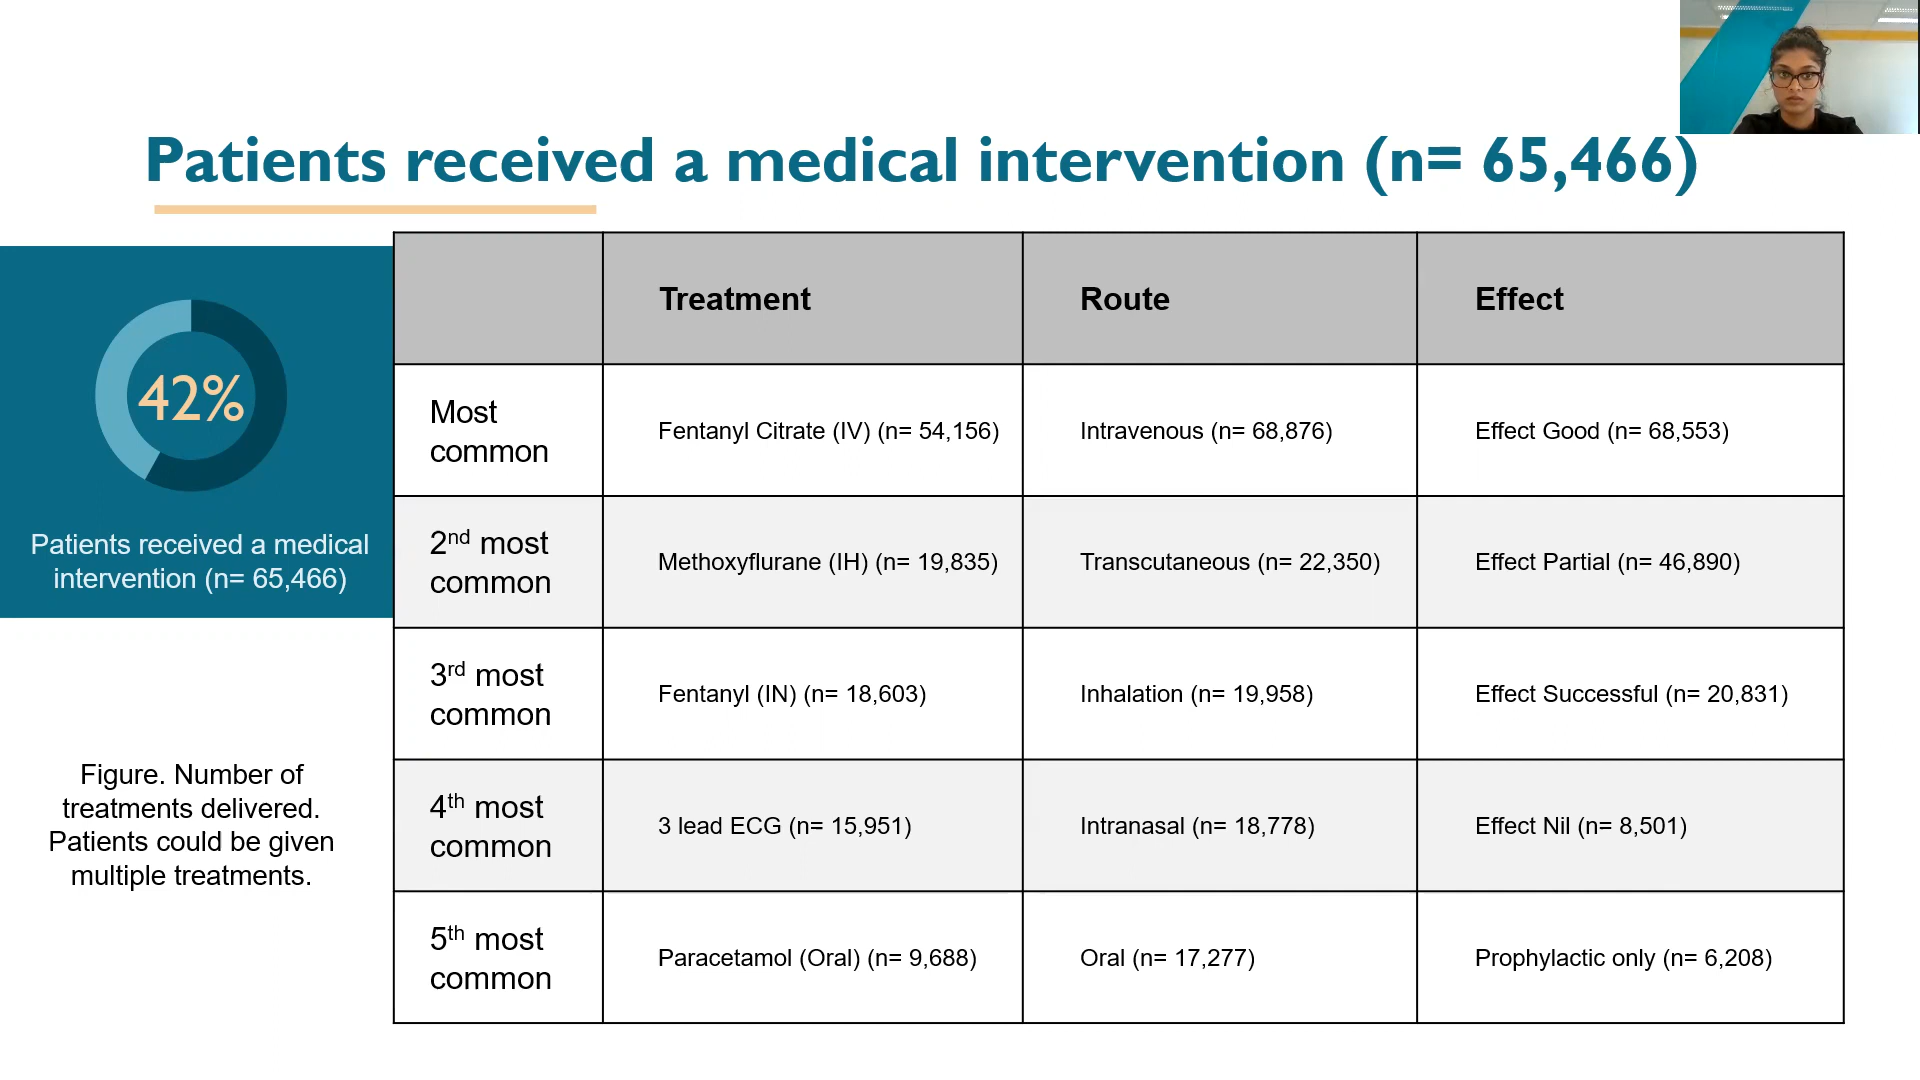 Patients received a medical intervention (n= 65,466)
42%
Patients received a medical
intervention (n= 65,466)
Figure. Number of
treatments delivered.
Patients could be given
multiple treatments.
Treatment Route Effect
Most
common
Fentanyl Citrate (IV) (n= 54,156) Intravenous (n= 68,876) Effect Good (n= 68,553)
2nd most
common
Methoxyflurane (IH) (n= 19,835) Transcutaneous (n= 22,350) Effect Partial (n= 46,890)
3rd most
common
Fentanyl (IN) (n= 18,603) Inhalation (n= 19,958) Effect Successful (n= 20,831)
4th most
common
3 lead ECG (n= 15,951) Intranasal (n= 18,778) Effect Nil (n= 8,501)
5th most
common
Paracetamol (Oral) (n= 9,688) Oral (n= 17,277) Prophylactic only (n= 6,208)